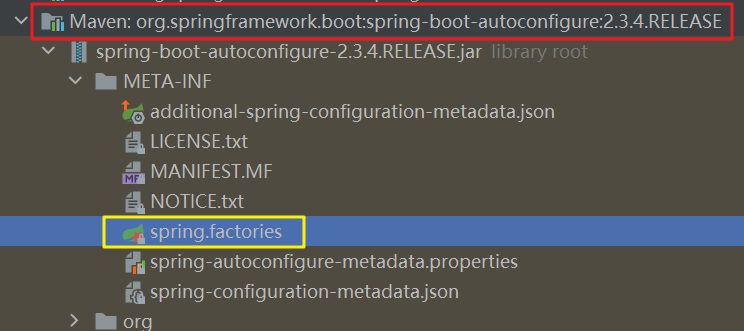 Maven: org.springframework.boot:spring-boot-autoconfigure:2.3.4.RELEASE
spring-boot-autoconfigure-2.3.4.RELEASE.jar library root
META-INF
additional-spring-configuration-metadata.json
LICENSE.txt
MF MANIFEST.MF
NOTICE.txt
spring.factories
spring-autoconfigure-metadata.properties
spring-configuration-metadata.json
org